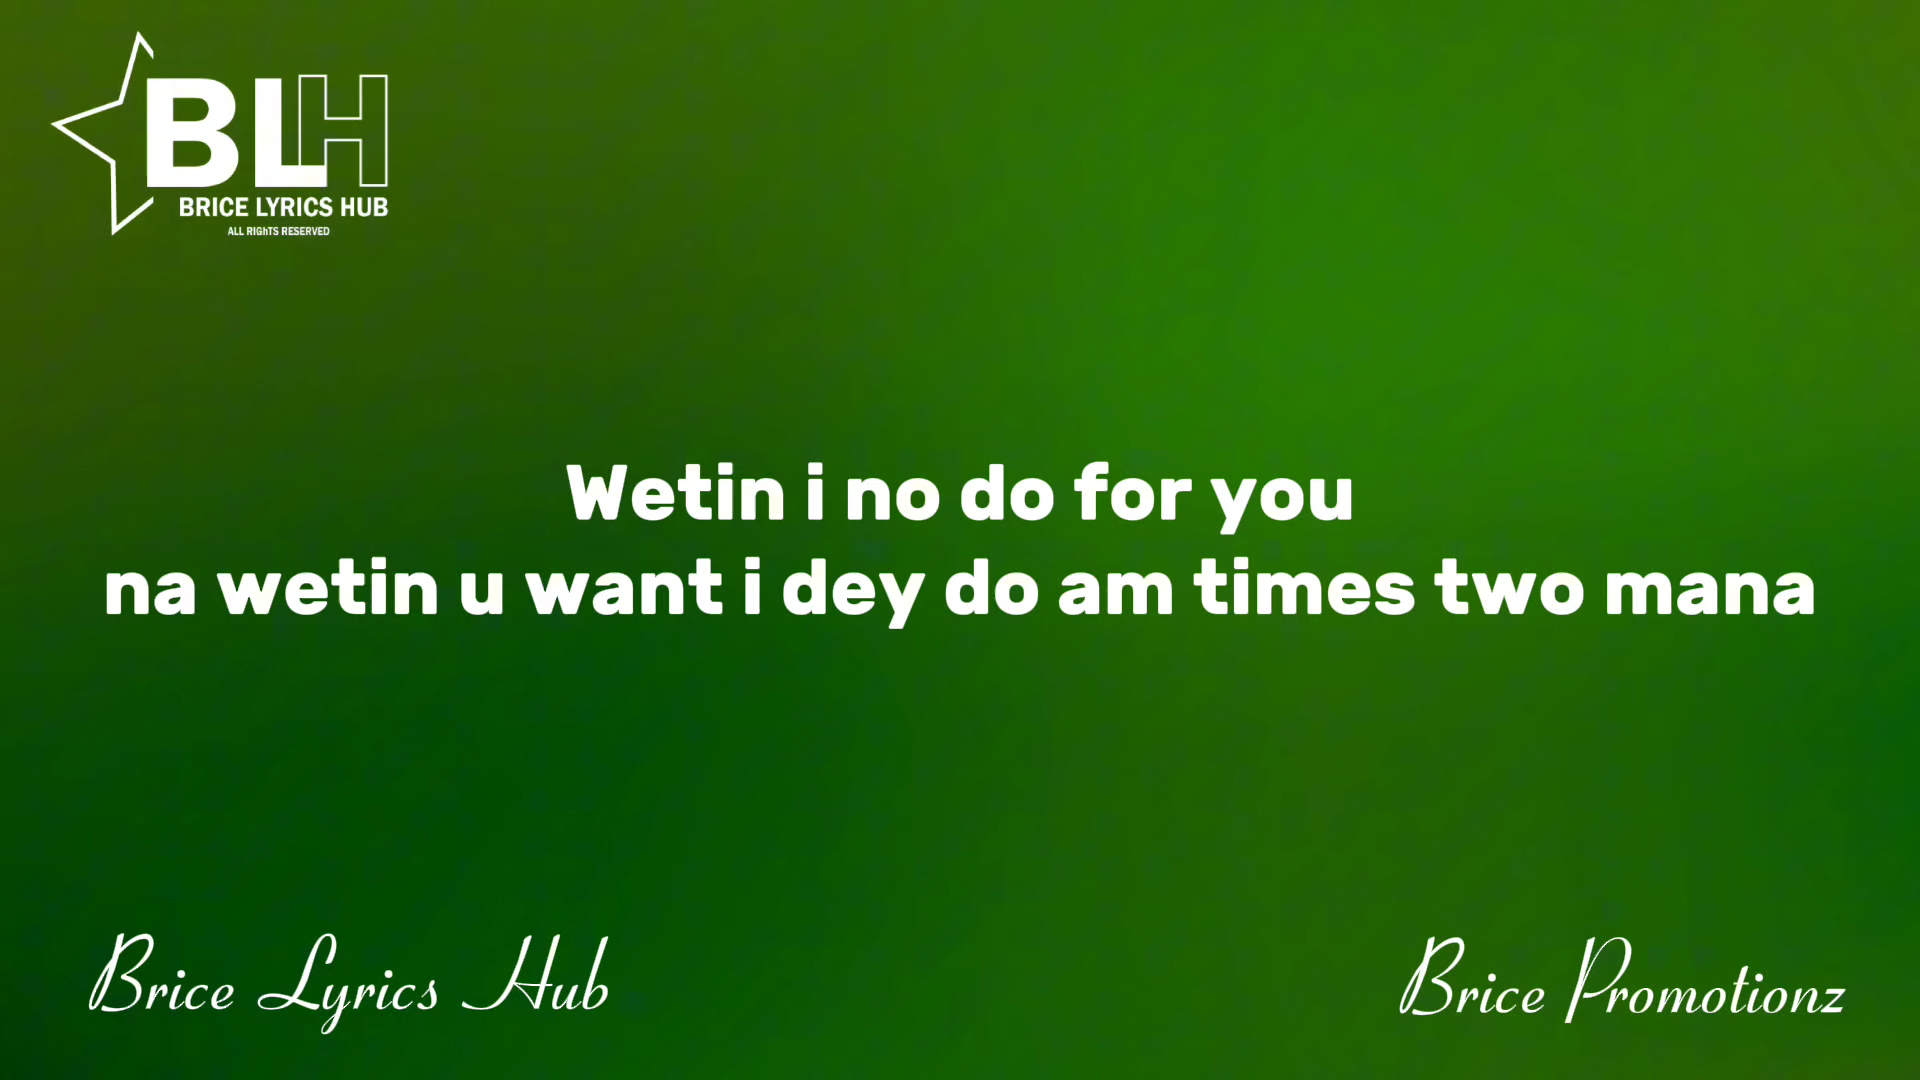 BLH
BRICE LYRICS HUB
ALL RIGhTS RESERVED
Wetin i no do for you
na wetin u want i dey do am times two mana
Brice Lyrics Hub
Brice Promotionz